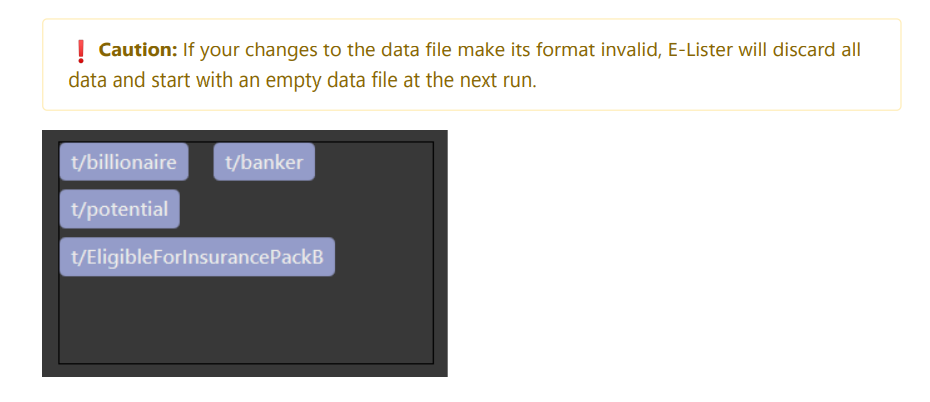 ❗ Caution: If your changes to the data file make its format invalid, E-Lister will discard all
data and start with an empty data file at the next run.
t/billionaire t/banker
t/potential
t/EligibleForInsurancePackB